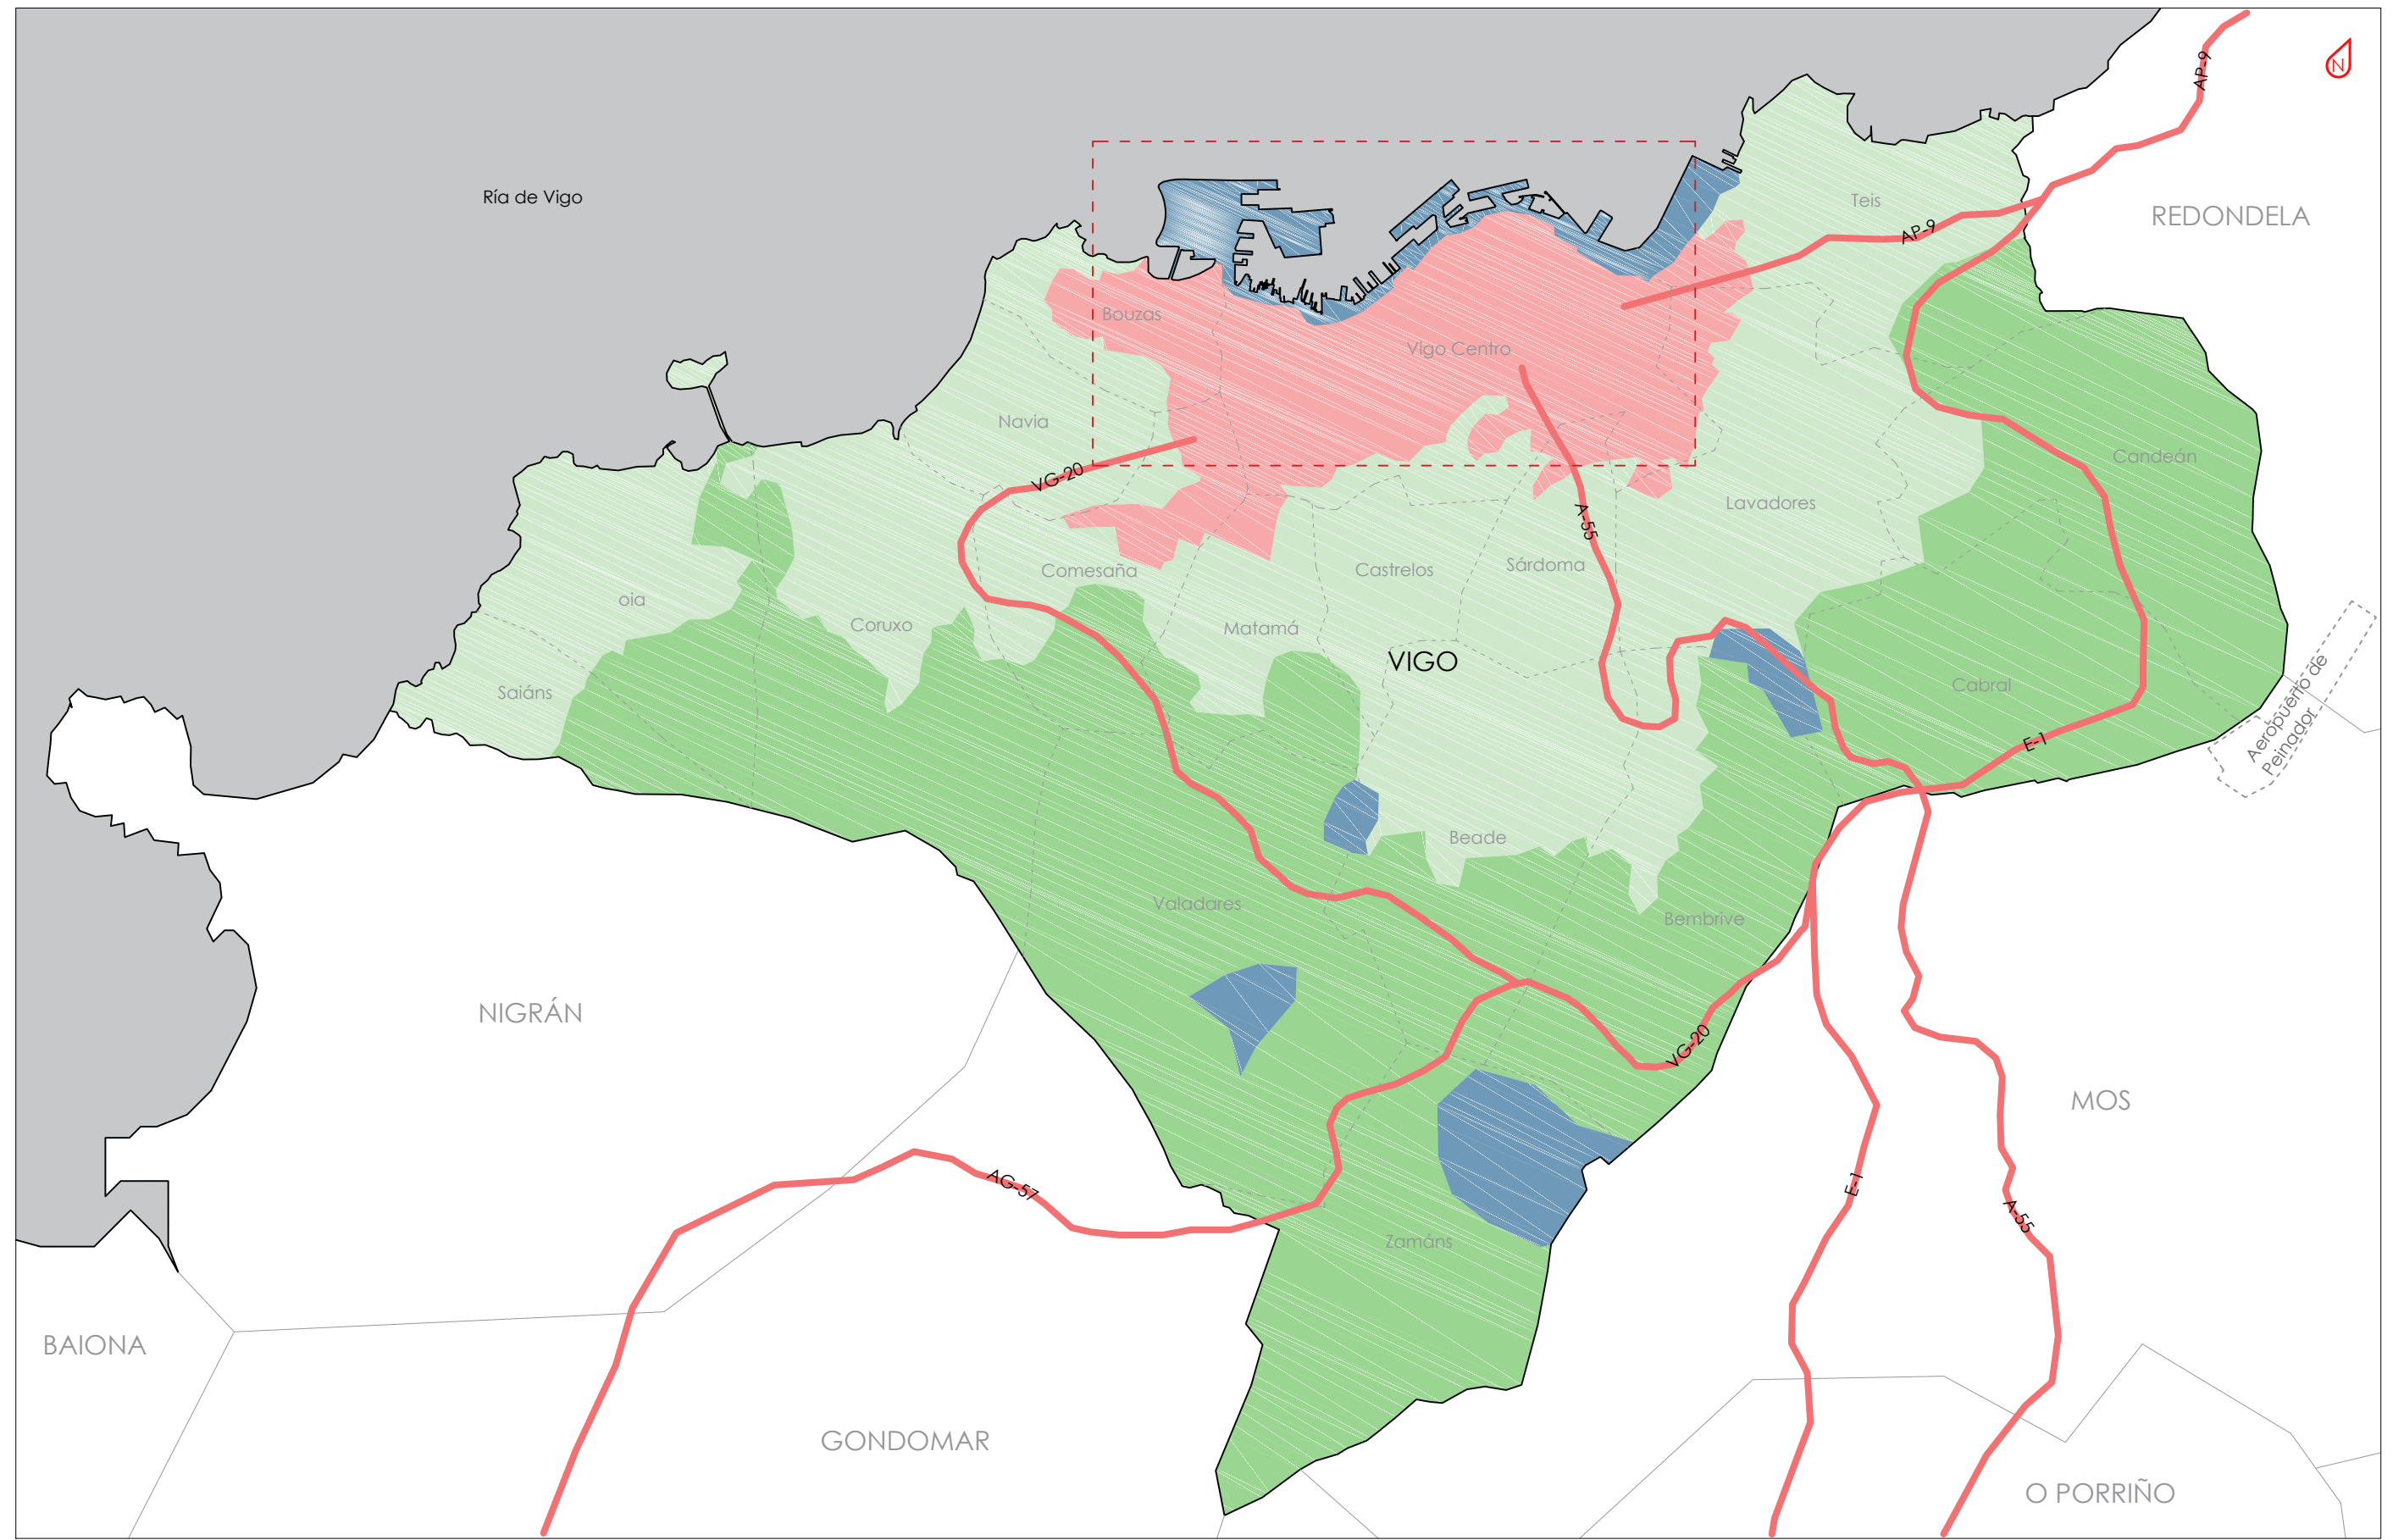 AP-9
N
Ría de Vigo
Teis
REDONDELA
AP-9
Bouzas
Vigo Centro
Navia
Candeán
VG-20
Lavadores
A-55
Sárdoma
Comesaña
Castrelos
oia
Coruxo
Matamá
VIGO
Saiáns
Cabral
Aeropuerto de
Peinador
E-1
Beade
Valadares
Bembrive
NIGRÁN
VG-20
MOS
AG-57
E-1
A-55
Zamáns
BAIONA
GONDOMAR
O PORRIÑO